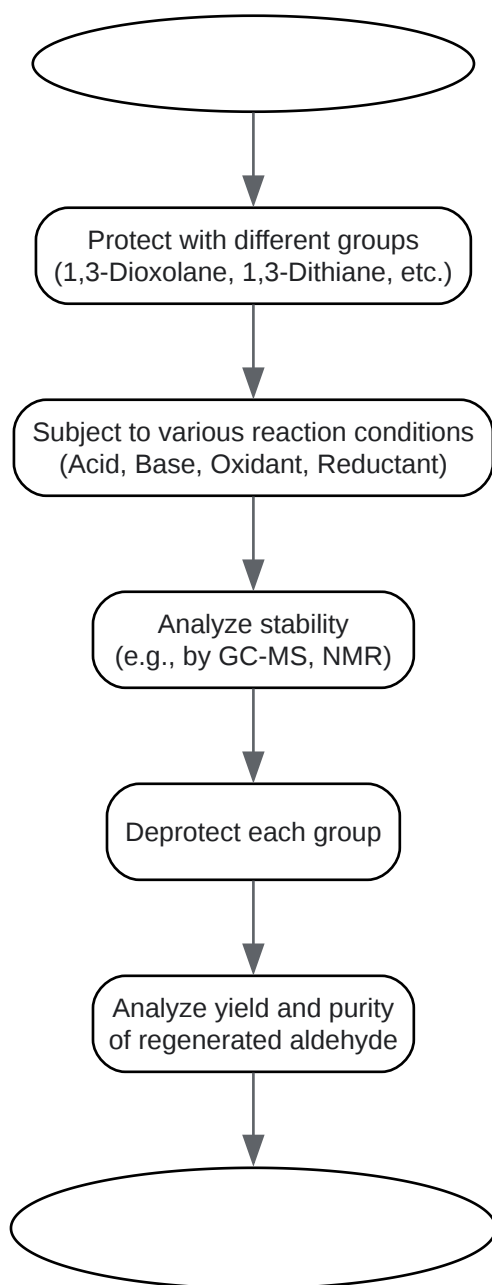 Protect with different groups
(1,3-Dioxolane, 1,3-Dithiane, etc.)
Subject to various reaction conditions
(Acid, Base, Oxidant, Reductant)
Analyze stability
(e.g., by GC-MS, NMR)
Deprotect each group
Analyze yield and purity
of regenerated aldehyde